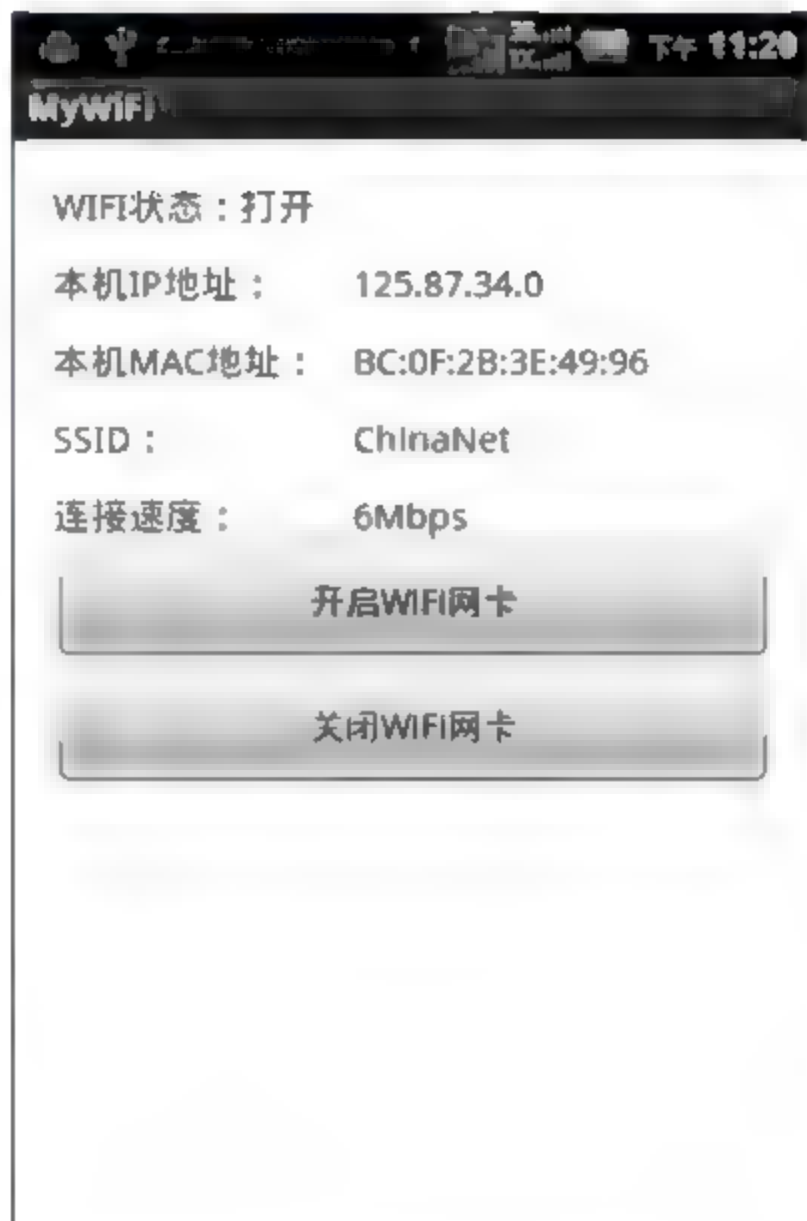 下午 11:20
MyWiFi
WIFI状态：打开
本机IP地址： 125.87.34.0
本机MAC地址： BC:0F:2B:3E:49:96
SSID： ChinaNet
连接速度： 6Mbps
开启WIFI网卡
关闭WIFI网卡